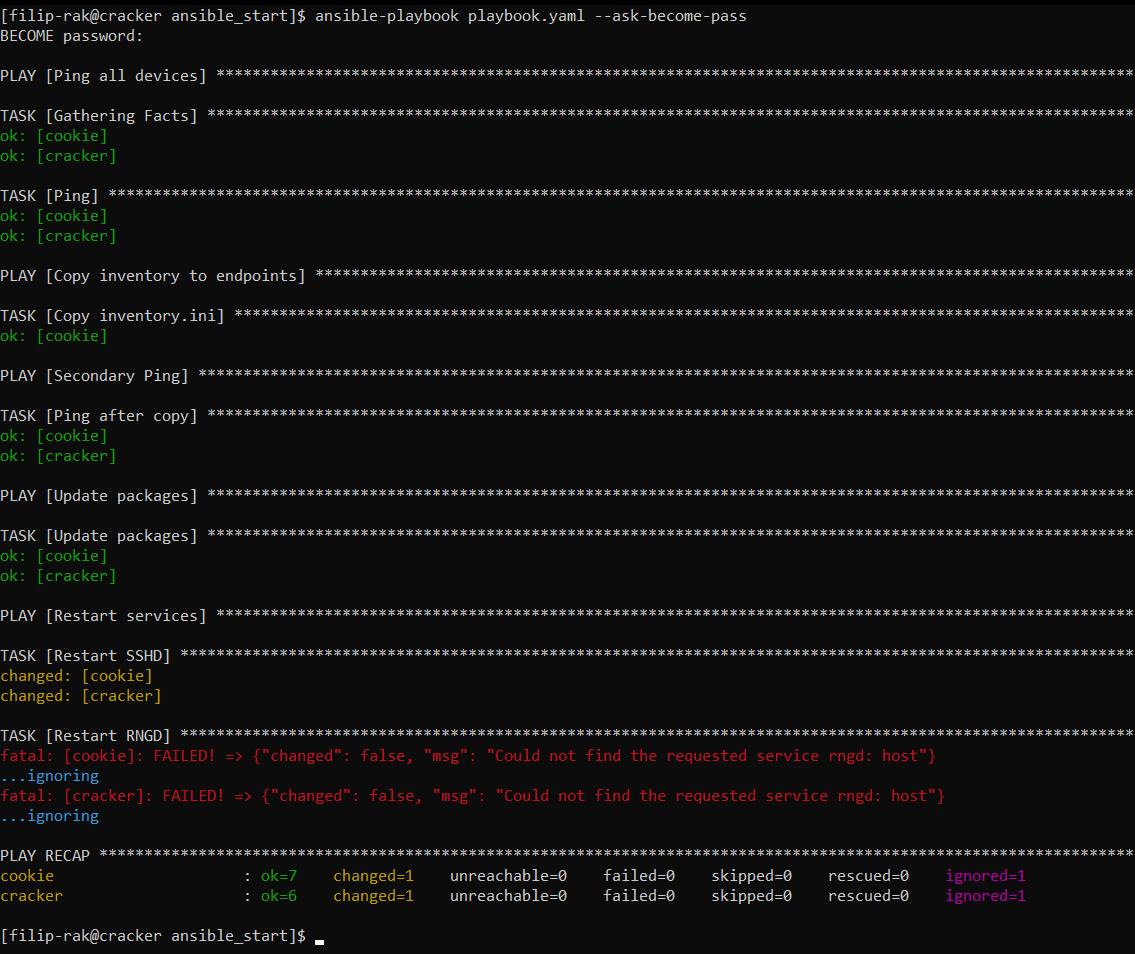 [filip-rak@cracker ansible_start]$ ansible-playbook playbook.yaml --ask-become-pass
BECOME password:
PLAY [Ping all devices] ******************************************************************************************************
TASK [Gathering Facts] *******************************************************************************************************
ok: [cookie]
ok: [cracker]
TASK [Ping] ******************************************************************************************************************
ok: [cookie]
ok: [cracker]
PLAY [Copy inventory to endpoints] *******************************************************************************************
TASK [Copy inventory.ini] ****************************************************************************************************
ok: [cookie]
PLAY [Secondary Ping] ********************************************************************************************************
TASK [Ping after copy] *******************************************************************************************************
ok: [cookie]
ok: [cracker]
PLAY [Update packages] *******************************************************************************************************
TASK [Update packages] *******************************************************************************************************
ok: [cookie]
ok: [cracker]
PLAY [Restart services] ******************************************************************************************************
TASK [Restart SSHD] **********************************************************************************************************
changed: [cookie]
changed: [cracker]
TASK [Restart RNGD] **********************************************************************************************************
fatal: [cookie]: FAILED! => {"changed": false, "msg": "Could not find the requested service rngd: host"}
...ignoring
fatal: [cracker]: FAILED! => {"changed": false, "msg": "Could not find the requested service rngd: host"}
...ignoring
PLAY RECAP *******************************************************************************************************************
cookie                     : ok=7    changed=1    unreachable=0    failed=0    skipped=0    rescued=0    ignored=1
cracker                    : ok=6    changed=1    unreachable=0    failed=0    skipped=0    rescued=0    ignored=1
[filip-rak@cracker ansible_start]$